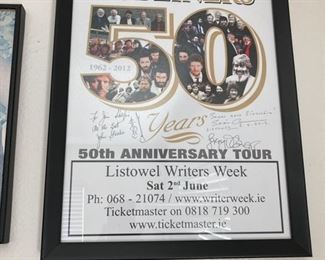 1962 - 2012
50
Years
50th ANNIVERSARY TOUR
Listowel Writers Week
Sat 2nd June
Ph: 068 - 21074 / www.writerweek.ie
Ticketmaster on 0818 719 300
www.ticketmaster.ie